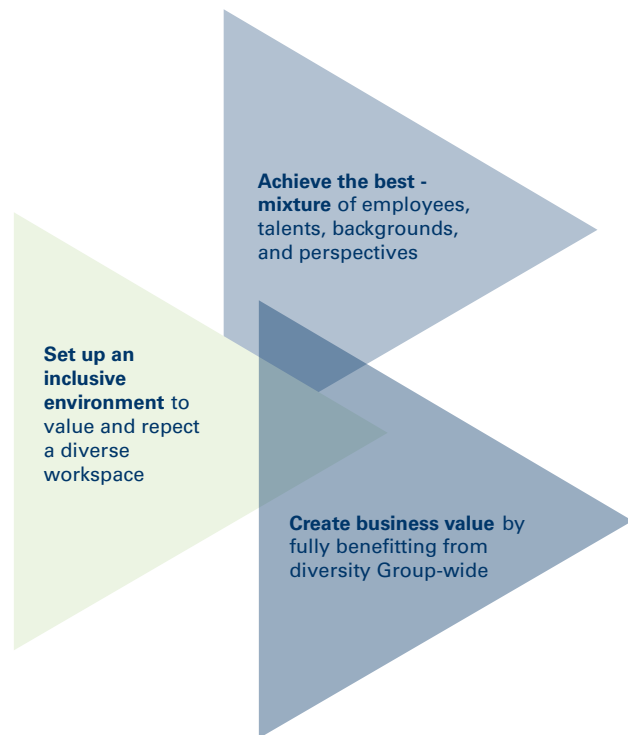 Achieve the best -
mixture of employees,
talents, backgrounds,
and perspectives
Set up an
inclusive
environment to
value and repect
a diverse
workspace
Create business value by
fully benefitting from
diversity Group-wide